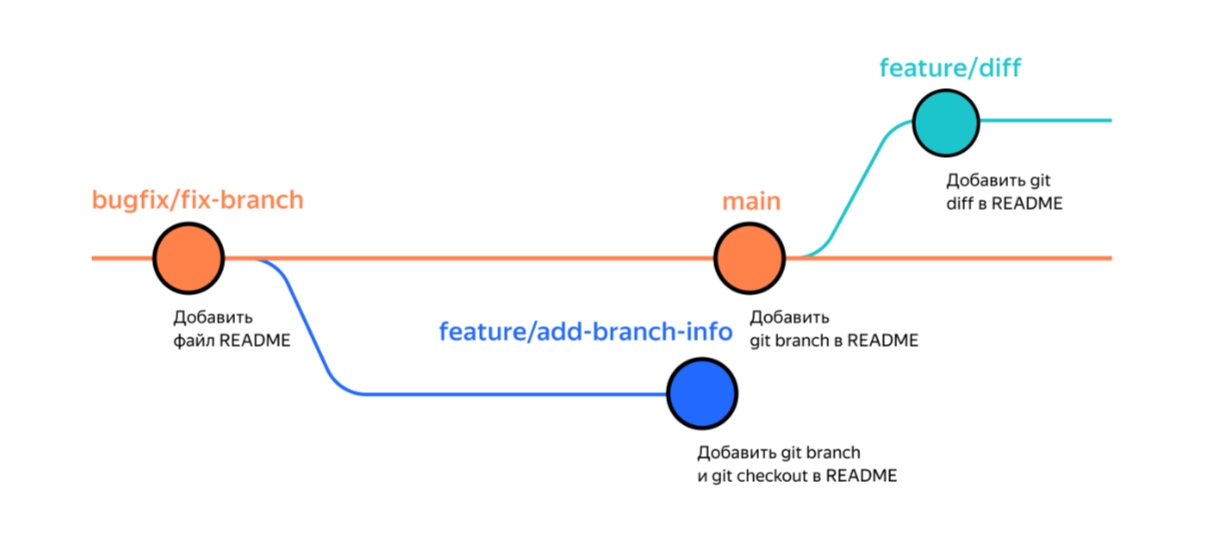 feature/diff
Добавить git
diff в README
bugfix/fix-branch
main
Добавить
файл README
Добавить
git branch в README
feature/add-branch-info
Добавить git branch
и git checkout в README